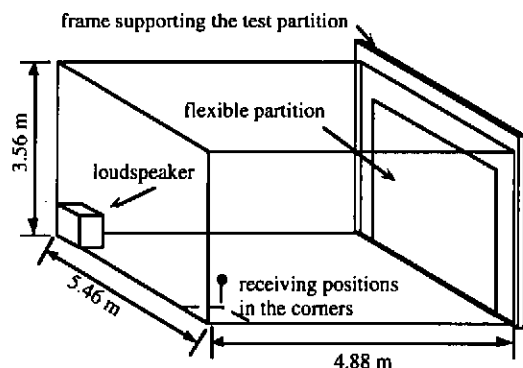 frame supporting the test partition
flexible partition
3.56 m
loudspeaker
receiving positions
in the corners
5.46 m
4.88 m